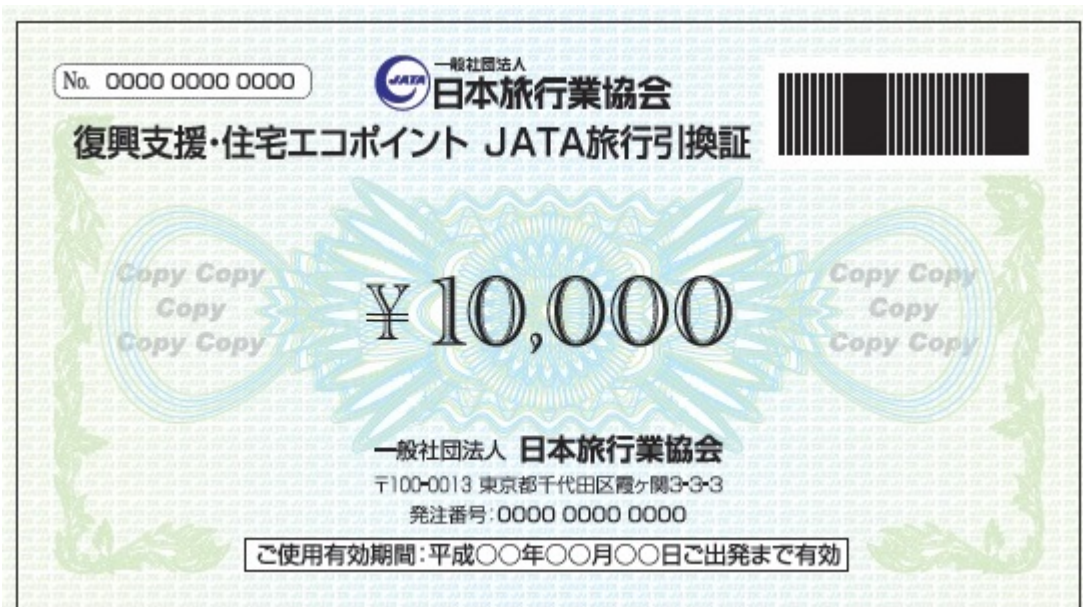 No. 0000 0000 0000
JATA
一般社団法人
日本旅行業協会
復興支援・住宅エコポイント JATA旅行引換証
Copy Copy
Copy
Copy Copy
¥10,000
Copy Copy
Copy
Copy Copy
一般社団法人 日本旅行業協会
〒100-0013 東京都千代田区霞ヶ関3-3-3
発注番号:0000 0000 0000
ご使用有効期間:平成○○年○○月○○日ご出発まで有効